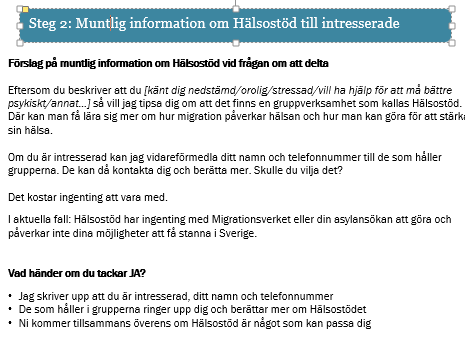 Steg 2: Muntlig information om Hälsostöd till intresserade
Förslag på muntlig information om Hälsostöd vid frågan om att delta
Eftersom du beskriver att du [känt dig nedstämd/orolig/stressad/vill ha hjälp för att må bättre
psykiskt/annat...] så vill jag tipsa dig om att det finns en gruppverksamhet som kallas Hälsostöd.
Där kan man få lära sig mer om hur migration påverkar hälsan och hur man kan göra för att stärka
sin hälsa.
Om du är intresserad kan jag vidareförmedla ditt namn och telefonnummer till de som håller
grupperna. De kan då kontakta dig och berätta mer. Skulle du vilja det?
Det kostar ingenting att vara med.
I aktuella fall: Hälsostöd har ingenting med Migrationsverket eller din asylansökan att göra och
påverkar inte dina möjligheter att få stanna i Sverige.
Vad händer om du tackar JA?
• Jag skriver upp att du är intresserad, ditt namn och telefonnummer
• De som håller i grupperna ringer upp dig och berättar mer om Hälsostödet
• Ni kommer tillsammans överens om Hälsostöd är något som kan passa dig